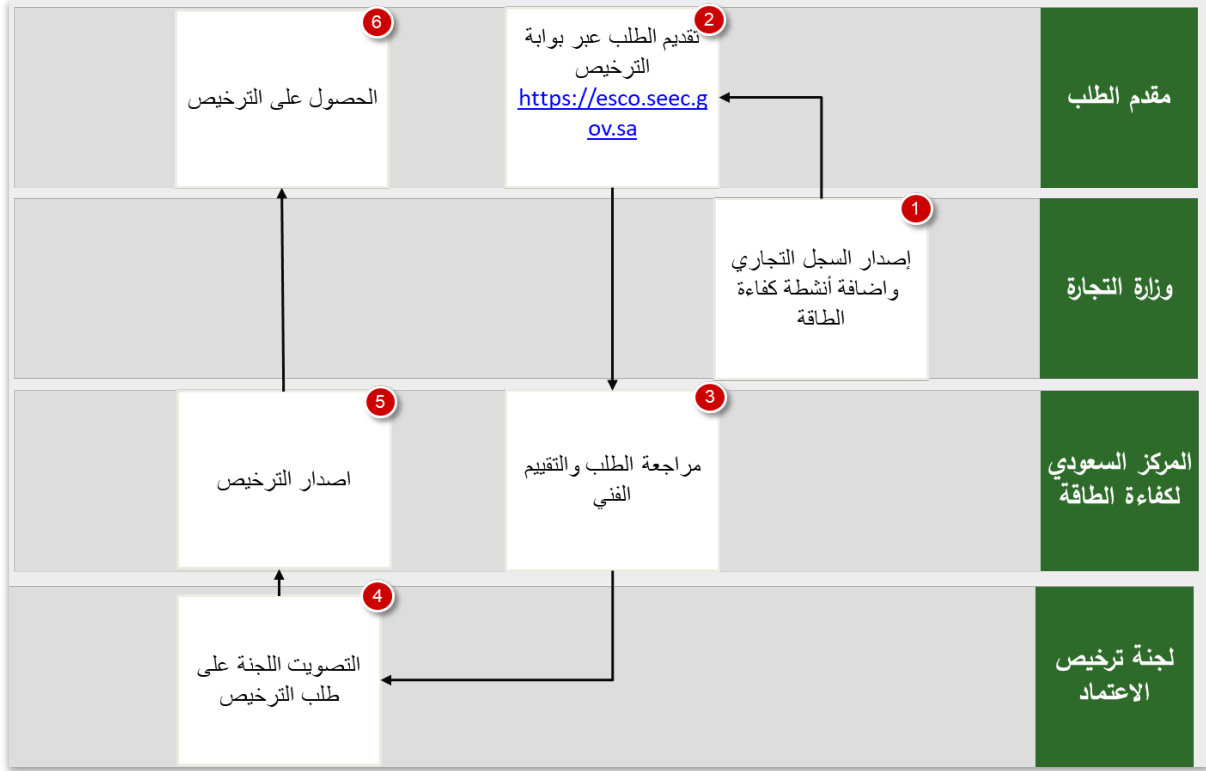 مقدم الطلب
2
تقديم الطلب عبر بوابة
الترخيص
https://esco.seec.g
ov.sa
6
الحصول على الترخيص
وزارة التجارة
1
إصدار السجل التجاري
واضافة أنشطة كفاءة
الطاقة
المركز السعودي
لكفاءة الطاقة
3
مراجعة الطلب والتقييم
الفني
5
اصدار الترخيص
لجنة ترخيص
الاعتماد
4
التصويت اللجنة على
طلب الترخيص